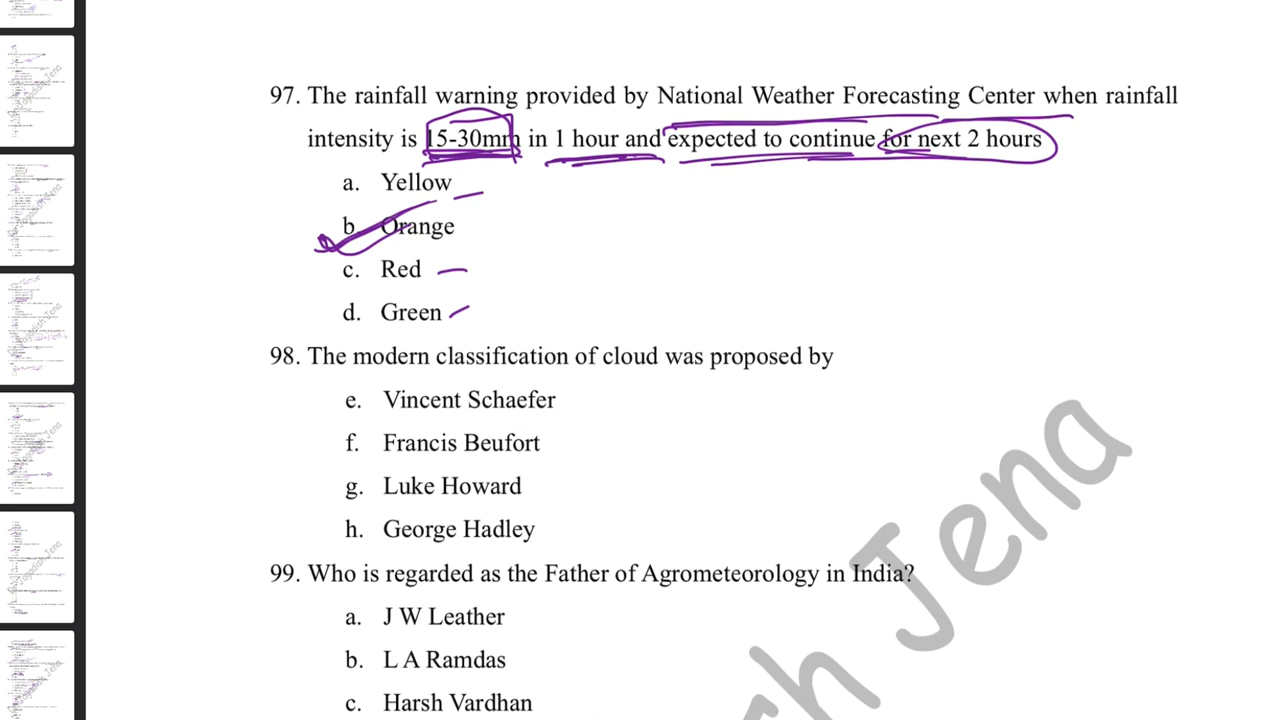 97. The rainfall warning provided by National Weather Forecasting Center when rainfall
intensity is 15-30mm in 1 hour and expected to continue for next 2 hours
a. Yellow
b. Orange
c. Red
d. Green
98. The modern classification of cloud was proposed by
e. Vincent Schaefer
f. Francis Beufort
g. Luke Howard
h. George Hadley
99. Who is regarded as the Father of Agrometeorology in India?
a. J W Leather
b. L A Ramdas
c. Harsh Vardhan
sh Jena